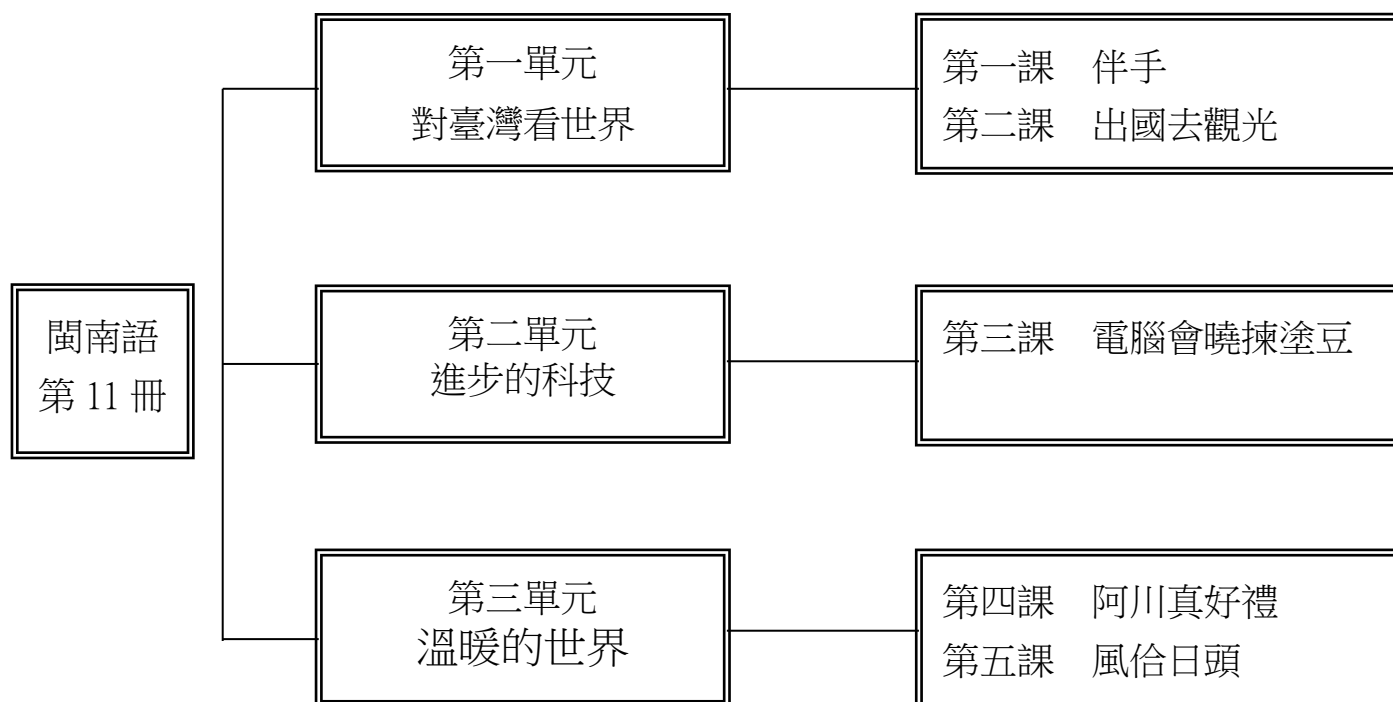 閩南語
第 11 冊
第一單元
對臺灣看世界
第一課　伴手
第二課　出國去觀光
第二單元
進步的科技
第三課　電腦會曉揀塗豆
第三單元
溫暖的世界
第四課　阿川真好禮
第五課　風佮日頭